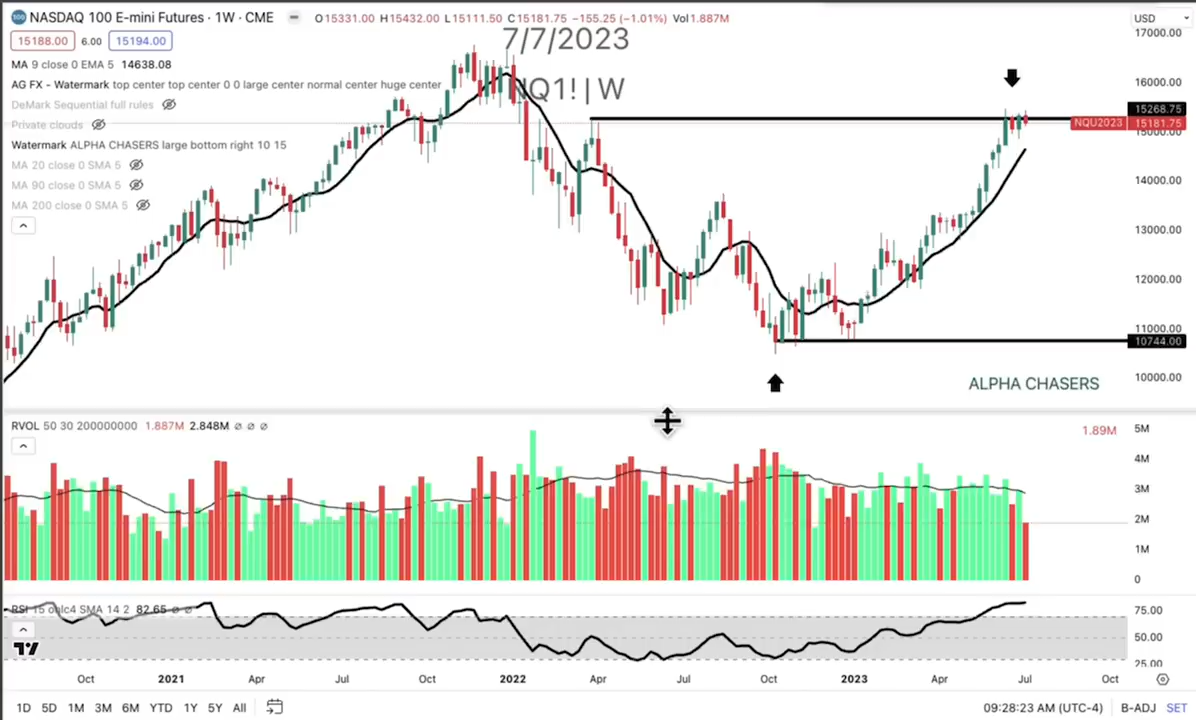 NASDAQ 100 E-mini Futures · 1W · CME O15331.00 H15432.00 L15111.50 C15181.75 −155.25 (−1.01%) Vol1.887M
USD
17000.00
7/7/2023
15188.00 6.00 15194.00
MA 9 close 0 EMA 5 14638.08
AG FX - Watermark top center top center 0 0 large center normal center huge center
NQ1! | W
16000.00
DeMark Sequential full rules
15268.75
Private clouds
NQU2023 15181.75
15000.00
Watermark ALPHA CHASERS large bottom right 10 15
MA 20 close 0 SMA 5
14000.00
MA 90 close 0 SMA 5
MA 200 close 0 SMA 5
13000.00
12000.00
11000.00
10744.00
10000.00
ALPHA CHASERS
RVOL 50 30 200000000 1.887M 2.848M ∅ ∅ ∅
1.89M
5M
4M
3M
2M
1M
0
RSI 15 ohlc4 SMA 14 2 82.65 ∅ ∅
75.00
50.00
25.00
Oct 2021 Apr Jul Oct 2022 Apr Jul Oct 2023 Apr Jul Oct
1D 5D 1M 3M 6M YTD 1Y 5Y All 09:28:23 AM (UTC-4) B-ADJ SET